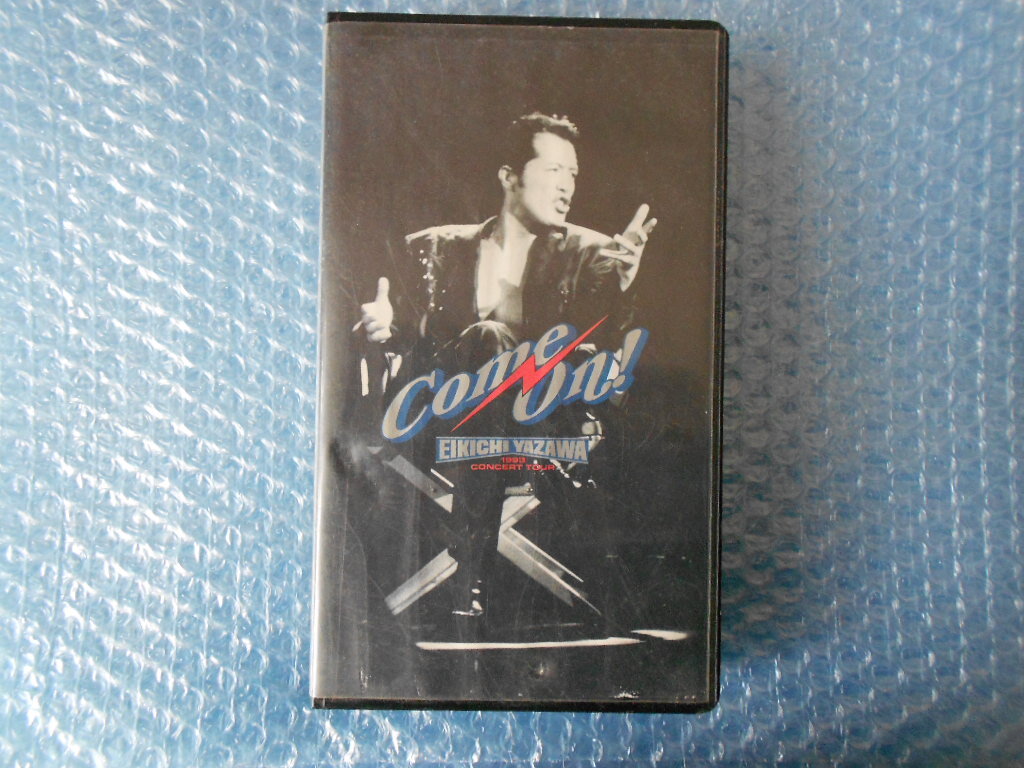 Come
On!!
EIKICHI YAZAWA
1993
CONCERT TOUR